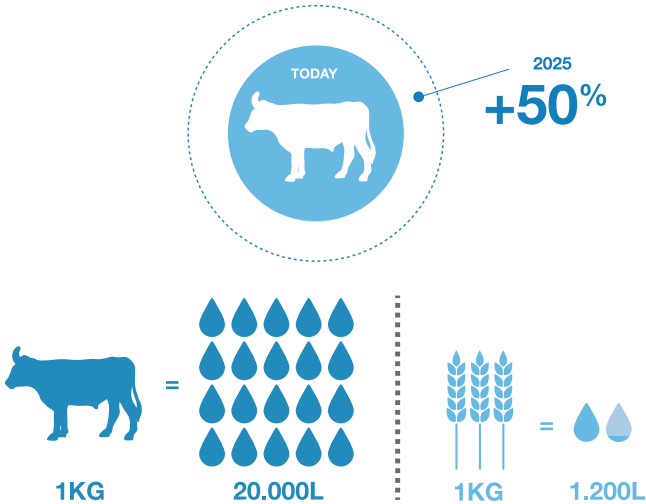 TODAY
2025
+50%
=
=
1KG
20.000L
1KG
1.200L